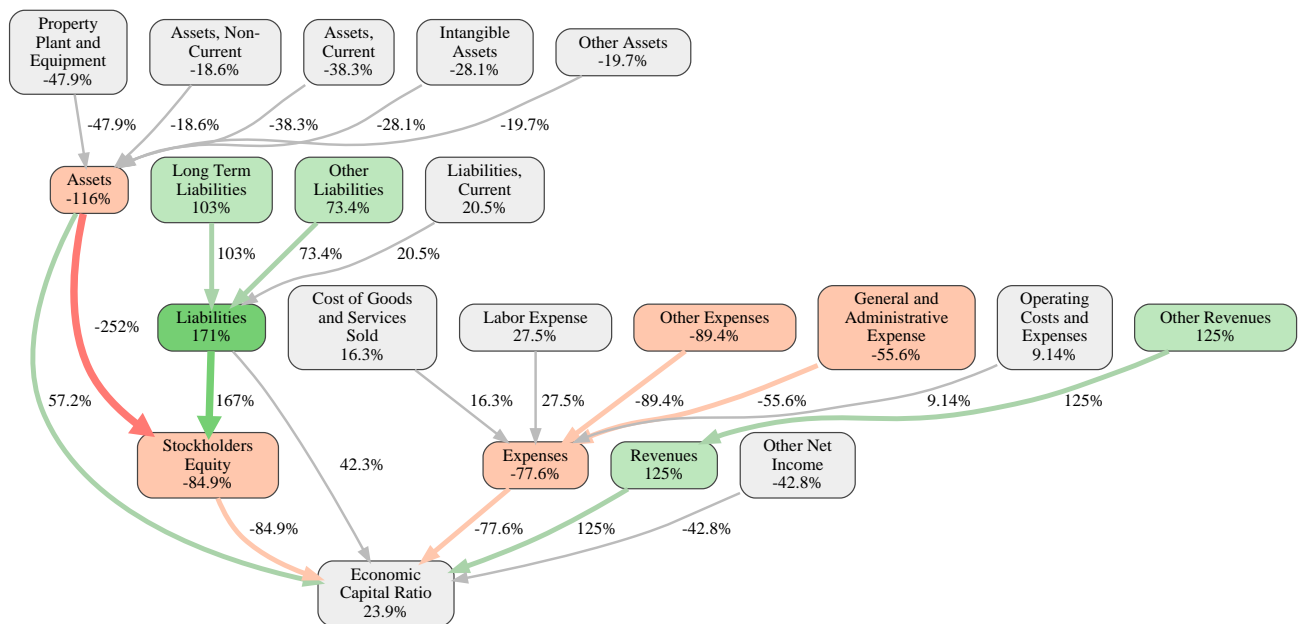 Property
Plant and
Equipment
-47.9%
Assets, Non-
Current
-18.6%
Assets,
Current
-38.3%
Intangible
Assets
-28.1%
Other Assets
-19.7%
-47.9%
-18.6%
-38.3%
-28.1%
-19.7%
Assets
-116%
Long Term
Liabilities
103%
Other
Liabilities
73.4%
Liabilities,
Current
20.5%
103%
73.4%
20.5%
-252%
Liabilities
171%
Cost of Goods
and Services
Sold
16.3%
Labor Expense
27.5%
Other Expenses
-89.4%
General and
Administrative
Expense
-55.6%
Operating
Costs and
Expenses
9.14%
Other Revenues
125%
57.2%
167%
16.3%
27.5%
-89.4%
-55.6%
9.14%
125%
Stockholders
Equity
-84.9%
42.3%
Expenses
-77.6%
Revenues
125%
Other Net
Income
-42.8%
-84.9%
-77.6%
125%
-42.8%
Economic
Capital Ratio
23.9%